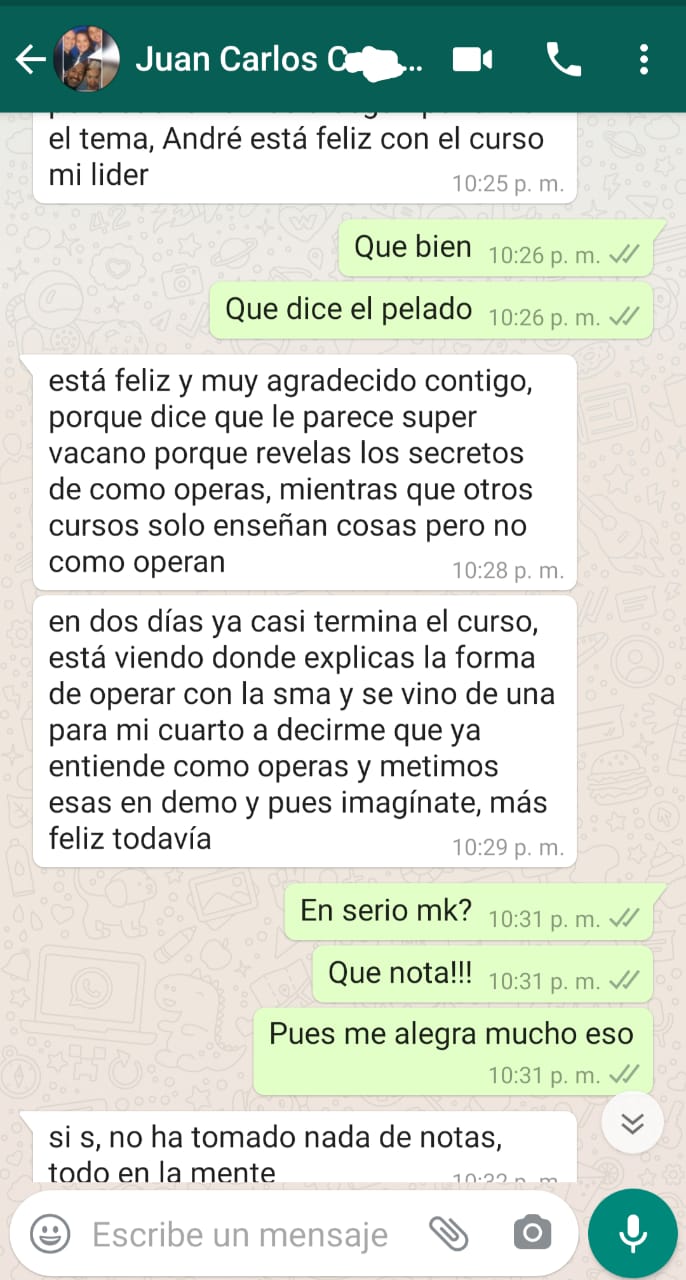 Juan Carlos C...
el tema, André está feliz con el curso
mi lider
10:25 p. m.
Que bien 10:26 p. m.
Que dice el pelado 10:26 p. m.
está feliz y muy agradecido contigo,
porque dice que le parece super
vacano porque revelas los secretos
de como operas, mientras que otros
cursos solo enseñan cosas pero no
como operan
10:28 p. m.
en dos días ya casi termina el curso,
está viendo donde explicas la forma
de operar con la sma y se vino de una
para mi cuarto a decirme que ya
entiende como operas y metimos
esas en demo y pues imagínate, más
feliz todavía
10:29 p. m.
En serio mk? 10:31 p. m.
Que nota!!! 10:31 p. m.
Pues me alegra mucho eso
10:31 p. m.
si s, no ha tomado nada de notas,
todo en la mente
10:32 p. m.
Escribe un mensaje